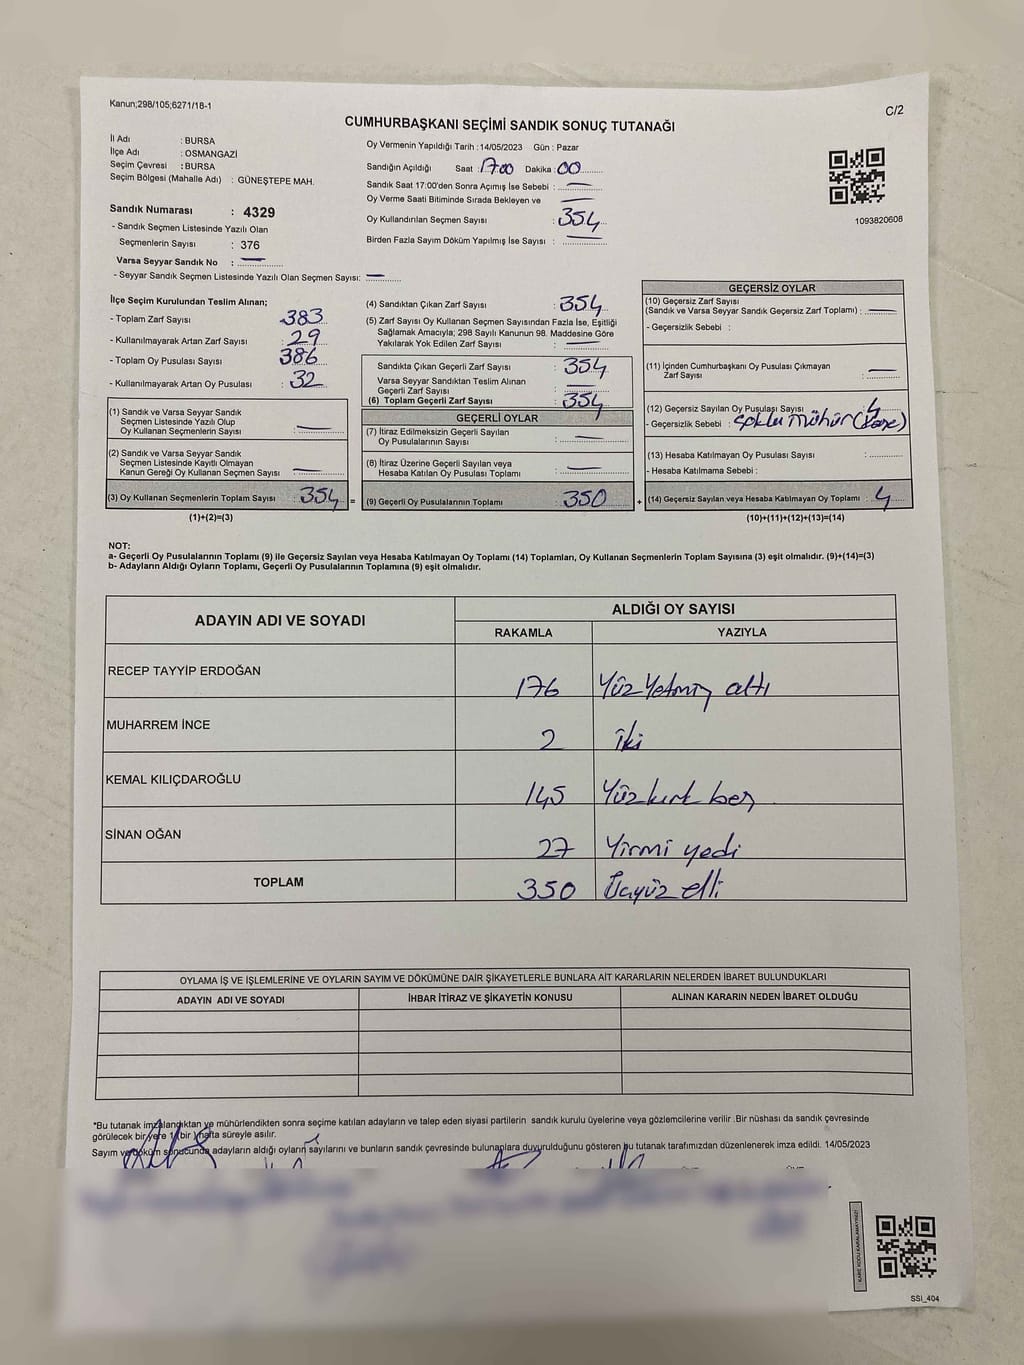 Kanun;298/105;6271/18-1
C/2
CUMHURBAŞKANI SEÇİMİ SANDIK SONUÇ TUTANAĞI
İl Adı : BURSA
İlçe Adı : OSMANGAZİ
Seçim Çevresi : BURSA
Seçim Bölgesi (Mahalle Adı) : GÜNEŞTEPE MAH.
Sandık Numarası : 4329
- Sandık Seçmen Listesinde Yazılı Olan
Seçmenlerin Sayısı : 376
Varsa Seyyar Sandık No :
- Seyyar Sandık Seçmen Listesinde Yazılı Olan Seçmen Sayısı:
Oy Vermenin Yapıldığı Tarih : 14/05/2023 Gün : Pazar
Sandığın Açıldığı Saat : 17:00 Dakika : 00
Sandık Saat 17:00'den Sonra Açımış İse Sebebi :
Oy Verme Saati Bitiminde Sırada Bekleyen ve
Oy Kullandırılan Seçmen Sayısı : 354
Birden Fazla Sayım Döküm Yapılmış İse Sayısı :
1093820608
İlçe Seçim Kurulundan Teslim Alınan;
- Toplam Zarf Sayısı : 383
- Kullanılmayarak Artan Zarf Sayısı : 29
- Toplam Oy Pusulası Sayısı : 386
- Kullanılmayarak Artan Oy Pusulası : 32
(1) Sandık ve Varsa Seyyar Sandık
Seçmen Listesinde Yazılı Olup
Oy Kullanan Seçmenlerin Sayısı :
(2) Sandık ve Varsa Seyyar Sandık
Seçmen Listesinde Kayıtlı Olmayan
Kanun Gereği Oy Kullanan Seçmen Sayısı :
(3) Oy Kullanan Seçmenlerin Toplam Sayısı : 354 =
(1)+(2)=(3)
(4) Sandıktan Çıkan Zarf Sayısı : 354
(5) Zarf Sayısı Oy Kullanan Seçmen Sayısından Fazla İse, Eşitliği
Sağlamak Amacıyla; 298 Sayılı Kanunun 98. Maddesine Göre
Yakılarak Yok Edilen Zarf Sayısı :
Sandıkta Çıkan Geçerli Zarf Sayısı : 354
Varsa Seyyar Sandıktan Teslim Alınan
Geçerli Zarf Sayısı :
(6) Toplam Geçerli Zarf Sayısı : 354
GEÇERLİ OYLAR
(7) İtiraz Edilmeksizin Geçerli Sayılan
Oy Pusulalarının Sayısı :
(8) İtiraz Üzerine Geçerli Sayılan veya
Hesaba Katılan Oy Pusulası Toplamı :
(9) Geçerli Oy Pusulalarının Toplamı : 350 +
GEÇERSİZ OYLAR
(10) Geçersiz Zarf Sayısı
(Sandık ve Varsa Seyyar Sandık Geçersiz Zarf Toplamı) :
- Geçersizlik Sebebi :
(11) İçinden Cumhurbaşkanı Oy Pusulası Çıkmayan
Zarf Sayısı :
(12) Geçersiz Sayılan Oy Pusulası Sayısı : 4
- Geçersizlik Sebebi : mühür
(13) Hesaba Katılmayan Oy Pusulası Sayısı :
- Hesaba Katılmama Sebebi :
(14) Geçersiz Sayılan veya Hesaba Katılmayan Oy Toplamı : 4
(10)+(11)+(12)+(13)=(14)
NOT:
a- Geçerli Oy Pusulalarının Toplamı (9) ile Geçersiz Sayılan veya Hesaba Katılmayan Oy Toplamı (14) Toplamları, Oy Kullanan Seçmenlerin Toplam Sayısına (3) eşit olmalıdır. (9)+(14)=(3)
b- Adayların Aldığı Oyların Toplamı, Geçerli Oy Pusulalarının Toplamına (9) eşit olmalıdır.
ADAYIN ADI VE SOYADI
ALDIĞI OY SAYISI
RAKAMLA YAZIYLA
RECEP TAYYİP ERDOĞAN 176 Yüz Yetmiş altı
MUHARREM İNCE 2 iki
KEMAL KILIÇDAROĞLU 145 Yüz kırk beş
SİNAN OĞAN 27 Yirmi yedi
TOPLAM 350 Üçyüz elli
OYLAMA İŞ VE İŞLEMLERİNE VE OYLARIN SAYIM VE DÖKÜMÜNE DAİR ŞİKAYETLERLE BUNLARA AİT KARARLARIN NELERDEN İBARET BULUNDUKLARI
ADAYIN ADI VE SOYADI İHBAR İTİRAZ VE ŞİKAYETİN KONUSU ALINAN KARARIN NEDEN İBARET OLDUĞU
*Bu tutanak imzalandıktan ve mühürlendikten sonra seçime katılan adayların ve talep eden siyasi partilerin sandık kurulu üyelerine veya gözlemcilerine verilir .Bir nüshası da sandık çevresinde
görülecek bir yere 1 (bir) hafta süreyle asılır.
Sayım ve döküm sonucunda adayların aldığı oyların sayılarını ve bunların sandık çevresinde bulunanlara duyurulduğunu gösteren bu tutanak tarafımızdan düzenlenerek imza edildi. 14/05/2023
KARE KODU KARALAMAYINIZ!
SSİ_404